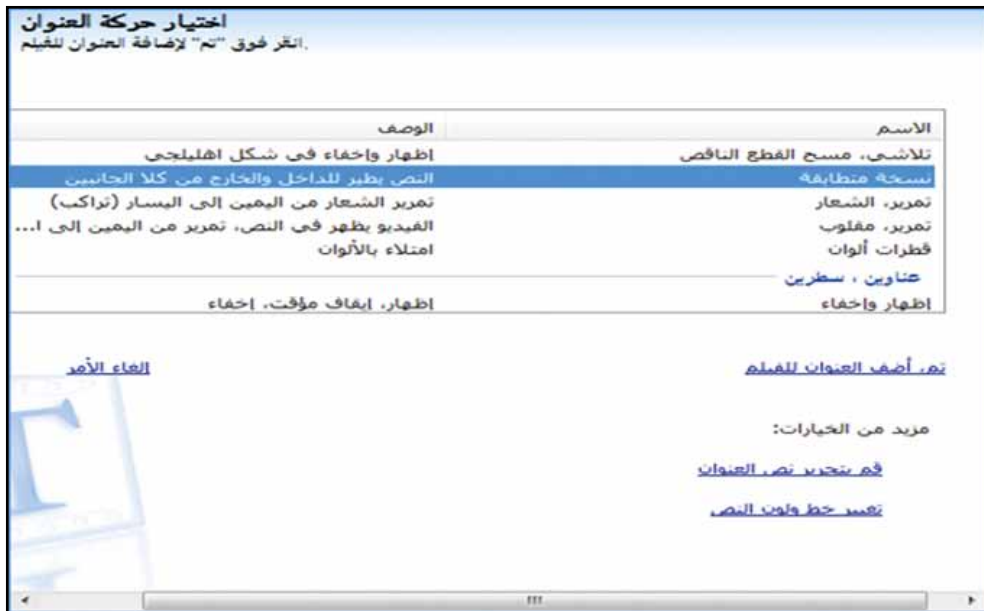 اختيار حركة العنوان
انقر فوق "تم" لإضافة العنوان للفيلم.
الاسم الوصف
تلاشي، مسح القطع الناقص إظهار وإخفاء في شكل اهليلجي
نسخة متطابقة النص يطير للداخل والخارج من كلا الجانبين
تمرير، الشعار تمرير الشعار من اليمين إلى اليسار (تراكب)
تمرير، مقلوب الفيديو يظهر في النص، تمرير من اليمين إلى ا...
قطرات ألوان امتلاء بالألوان
عناوين ، سطرين
إظهار وإخفاء إظهار، إيقاف مؤقت، إخفاء
تم، أضف العنوان للفيلم إلغاء الأمر
مزيد من الخيارات:
قم بتحرير نص العنوان
تغيير خط ولون النص